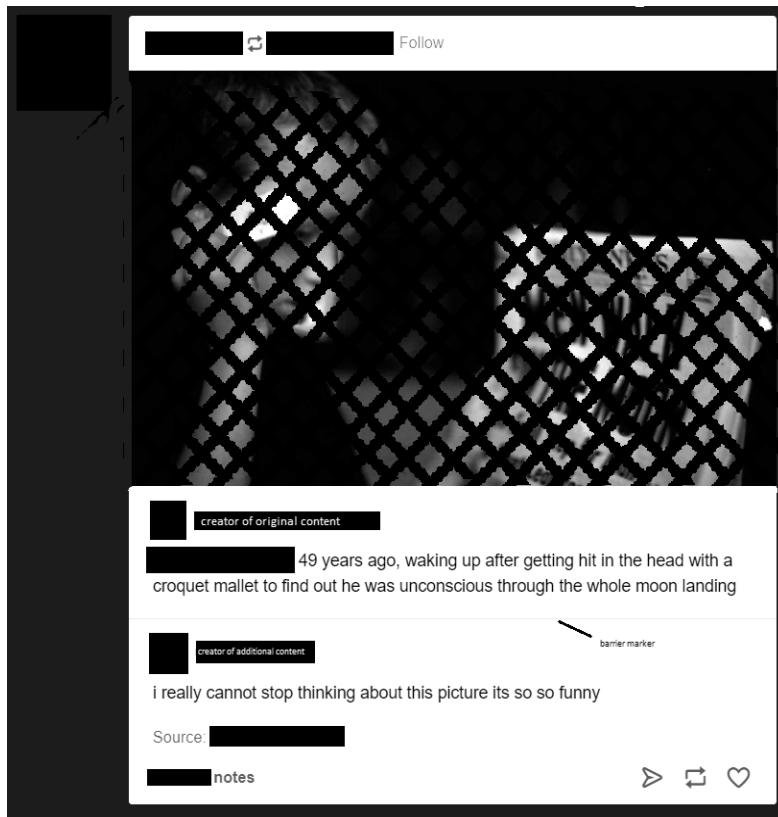 Follow
creator of original content
49 years ago, waking up after getting hit in the head with a
croquet mallet to find out he was unconscious through the whole moon landing
barrier marker
creator of additional content
i really cannot stop thinking about this picture its so so funny
Source:
notes